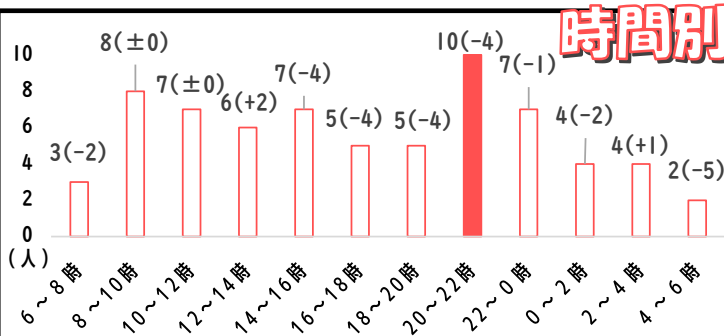 時間別
10
8
6
4
2
0
(人)
3(-2)
8(±0)
7(±0)
6(+2)
7(-4)
5(-4)
5(-4)
10(-4)
7(-1)
4(-2)
4(+1)
2(-5)
6～8時
8～10時
10～12時
12～14時
14～16時
16～18時
18～20時
20～22時
22～0時
0～2時
2～4時
4～6時